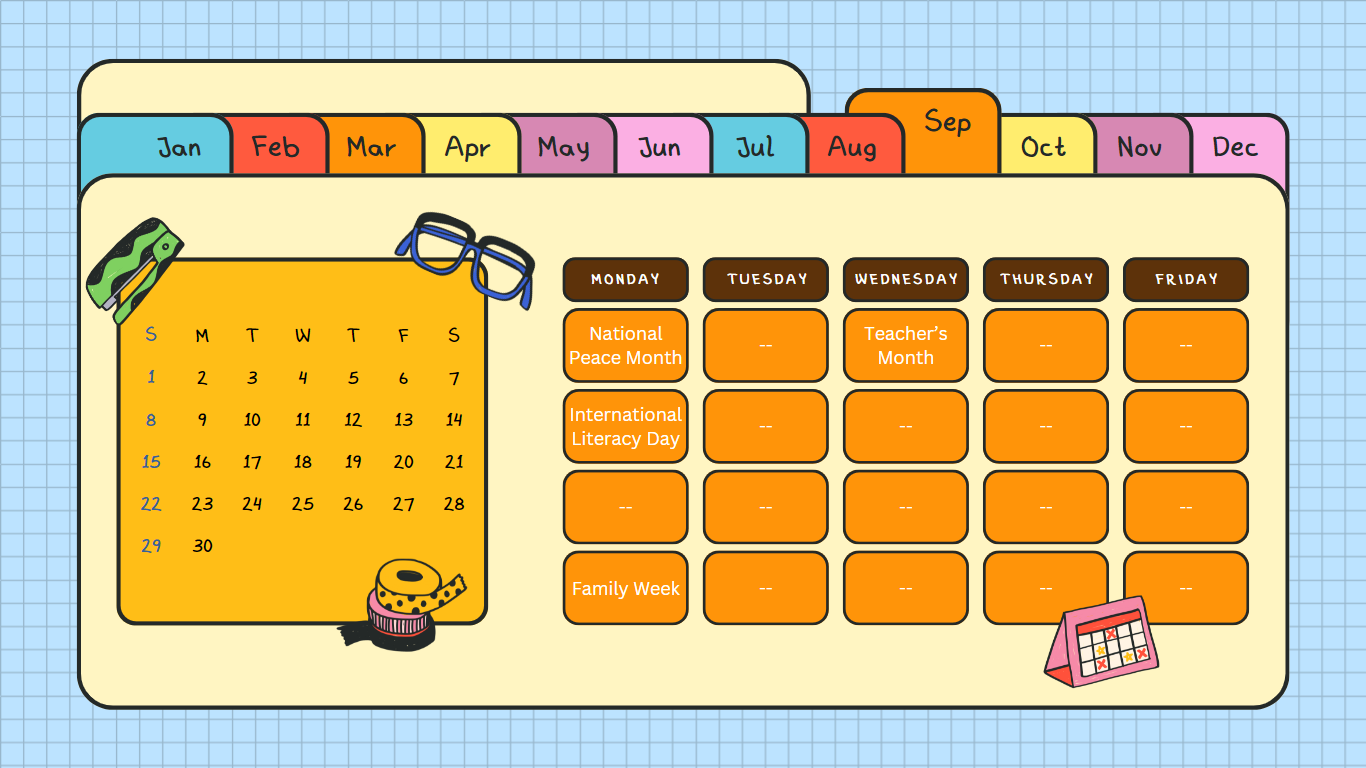 Jan Feb Mar Apr May Jun Jul Aug Sep Oct Nov Dec
S M T W T F S
1 2 3 4 5 6 7
8 9 10 11 12 13 14
15 16 17 18 19 20 21
22 23 24 25 26 27 28
29 30
MONDAY TUESDAY WEDNESDAY THURSDAY FRIDAY
National
Peace Month
--
Teacher's
Month
--
--
International
Literacy Day
--
--
--
--
--
--
--
--
--
Family Week
--
--
--
--